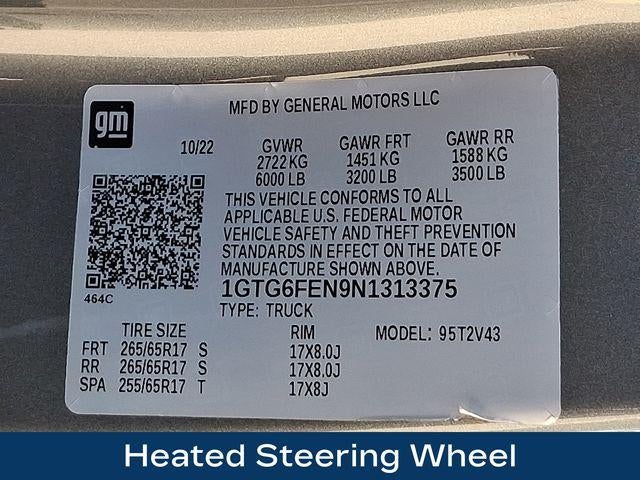 MFD BY GENERAL MOTORS LLC
gm
10/22 GVWR GAWR FRT GAWR RR
2722 KG 1451 KG 1588 KG
6000 LB 3200 LB 3500 LB
THIS VEHICLE CONFORMS TO ALL
APPLICABLE U.S. FEDERAL MOTOR
VEHICLE SAFETY AND THEFT PREVENTION
STANDARDS IN EFFECT ON THE DATE OF
MANUFACTURE SHOWN ABOVE.
464C
1GTG6FEN9N1313375
TYPE: TRUCK
TIRE SIZE RIM MODEL: 95T2V43
FRT 265/65R17 S 17X8.0J
RR 265/65R17 S 17X8.0J
SPA 255/65R17 T 17X8J
Heated Steering Wheel